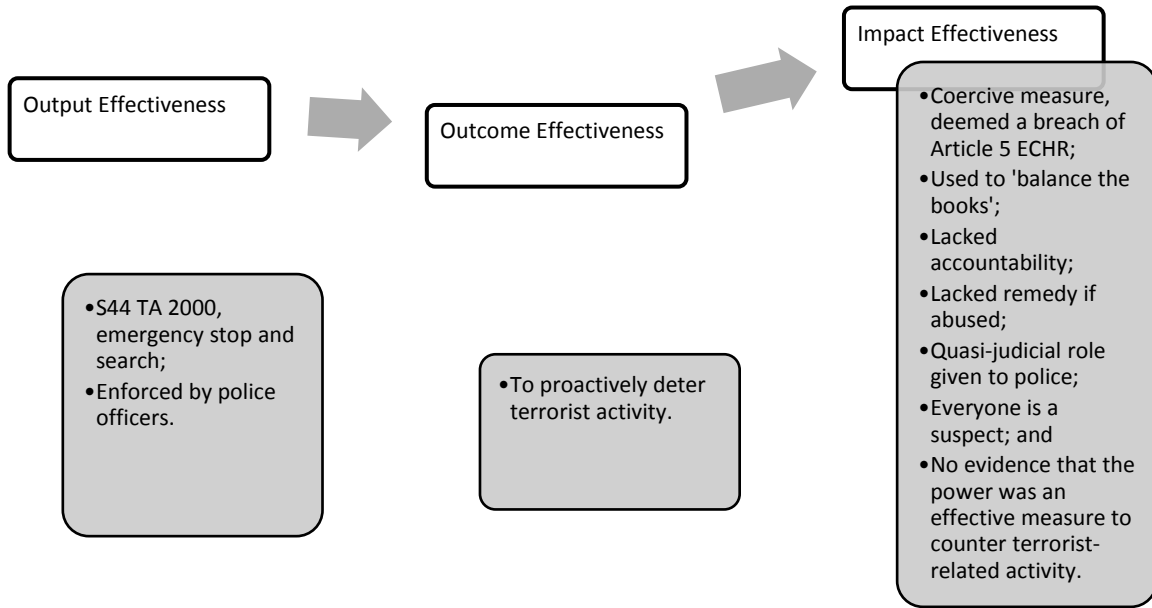 Output Effectiveness
•S44 TA 2000,
emergency stop and
search;
•Enforced by police
officers.
Outcome Effectiveness
•To proactively deter
terrorist activity.
Impact Effectiveness
•Coercive measure,
deemed a breach of
Article 5 ECHR;
•Used to 'balance the
books';
•Lacked
accountability;
•Lacked remedy if
abused;
•Quasi-judicial role
given to police;
•Everyone is a
suspect; and
•No evidence that the
power was an
effective measure to
counter terrorist-
related activity.